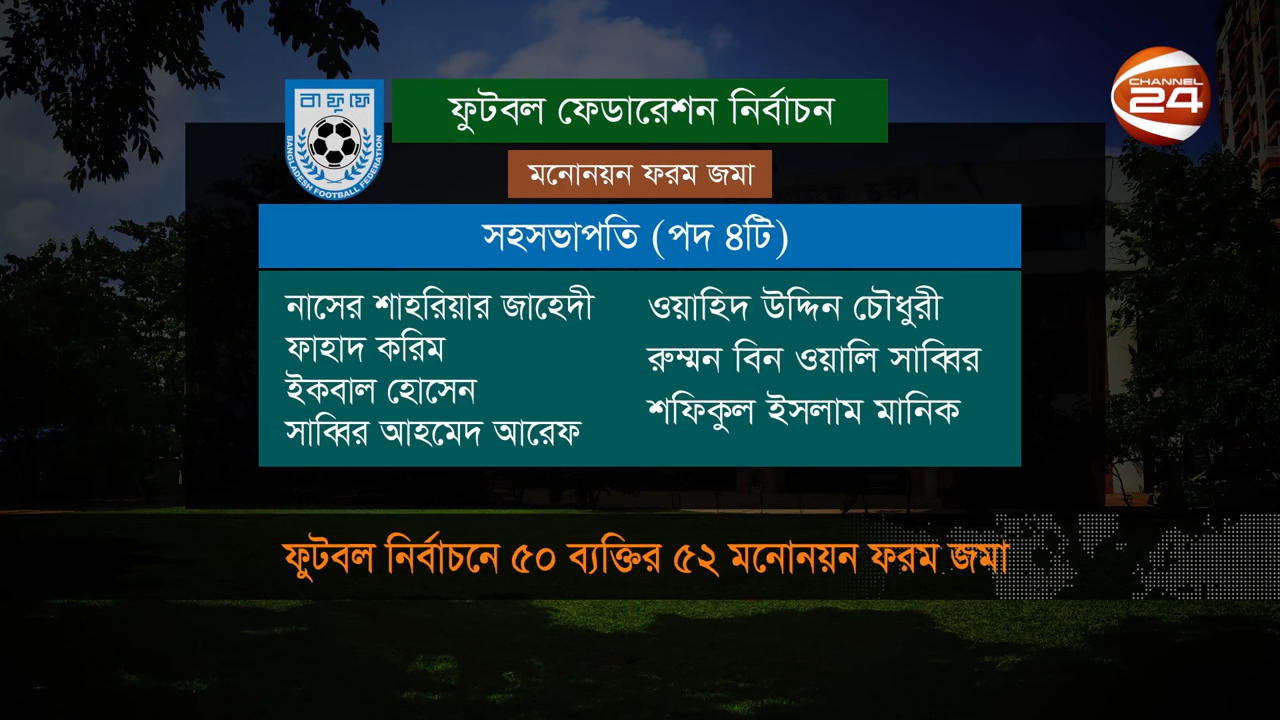 বাফুফে
BANGLADESH FOOTBALL FEDERATION
ফুটবল ফেডারেশন নির্বাচন
CHANNEL
24
মনোনয়ন ফরম জমা
সহসভাপতি (পদ ৪টি)
নাসের শাহরিয়ার জাহেদী
ফাহাদ করিম
ইকবাল হোসেন
সাব্বির আহমেদ আরেফ
ওয়াহিদ উদ্দিন চৌধুরী
রুম্মন বিন ওয়ালি সাব্বির
শফিকুল ইসলাম মানিক
ফুটবল নির্বাচনে ৫০ ব্যক্তির ৫২ মনোনয়ন ফরম জমা